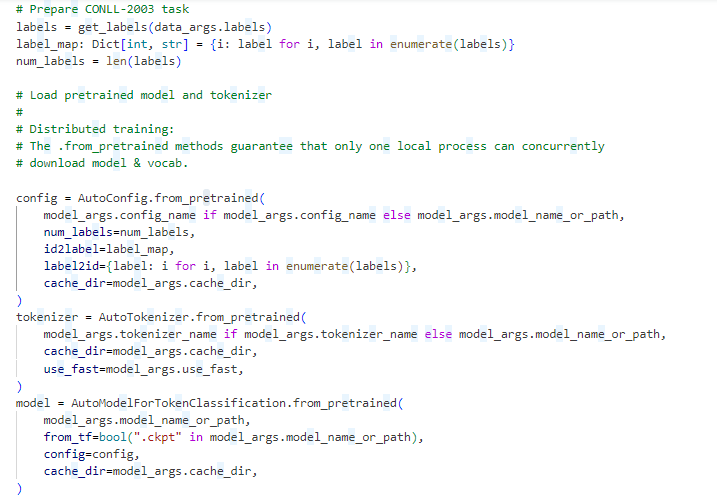 # Prepare CONLL-2003 task
labels = get_labels(data_args.labels)
label_map: Dict[int, str] = {i: label for i, label in enumerate(labels)}
num_labels = len(labels)

# Load pretrained model and tokenizer
#
# Distributed training:
# The .from_pretrained methods guarantee that only one local process can concurrently
# download model & vocab.

config = AutoConfig.from_pretrained(
    model_args.config_name if model_args.config_name else model_args.model_name_or_path,
    num_labels=num_labels,
    id2label=label_map,
    label2id={label: i for i, label in enumerate(labels)},
    cache_dir=model_args.cache_dir,
)
tokenizer = AutoTokenizer.from_pretrained(
    model_args.tokenizer_name if model_args.tokenizer_name else model_args.model_name_or_path,
    cache_dir=model_args.cache_dir,
    use_fast=model_args.use_fast,
)
model = AutoModelForTokenClassification.from_pretrained(
    model_args.model_name_or_path,
    from_tf=bool(".ckpt" in model_args.model_name_or_path),
    config=config,
    cache_dir=model_args.cache_dir,
)